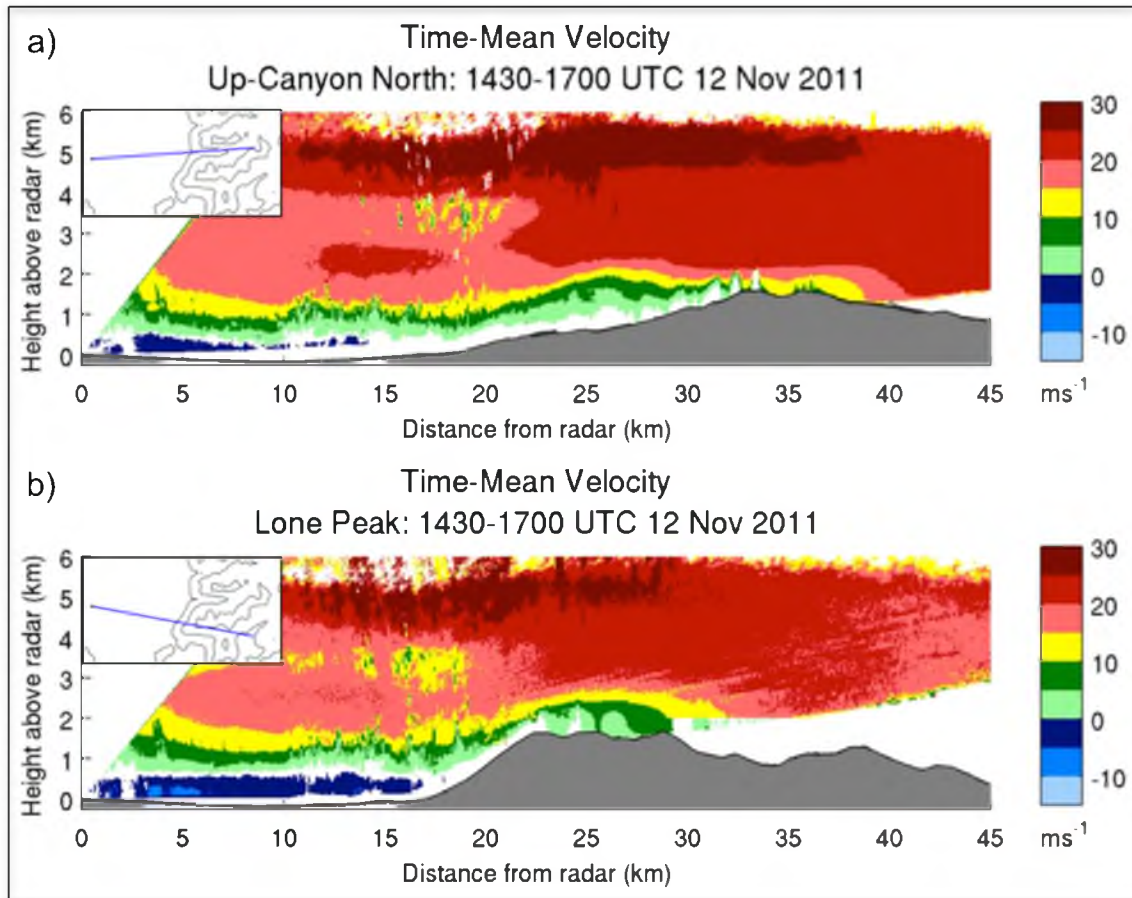 a)
Time-Mean Velocity
Up-Canyon North: 1430-1700 UTC 12 Nov 2011
Height above radar (km)
6
5
4
3
2
1
0
0 5 10 15 20 25 30 35 40 45
Distance from radar (km)
30
20
10
0
-10
ms⁻¹
b)
Time-Mean Velocity
Lone Peak: 1430-1700 UTC 12 Nov 2011
Height above radar (km)
6
5
4
3
2
1
0
0 5 10 15 20 25 30 35 40 45
Distance from radar (km)
30
20
10
0
-10
ms⁻¹